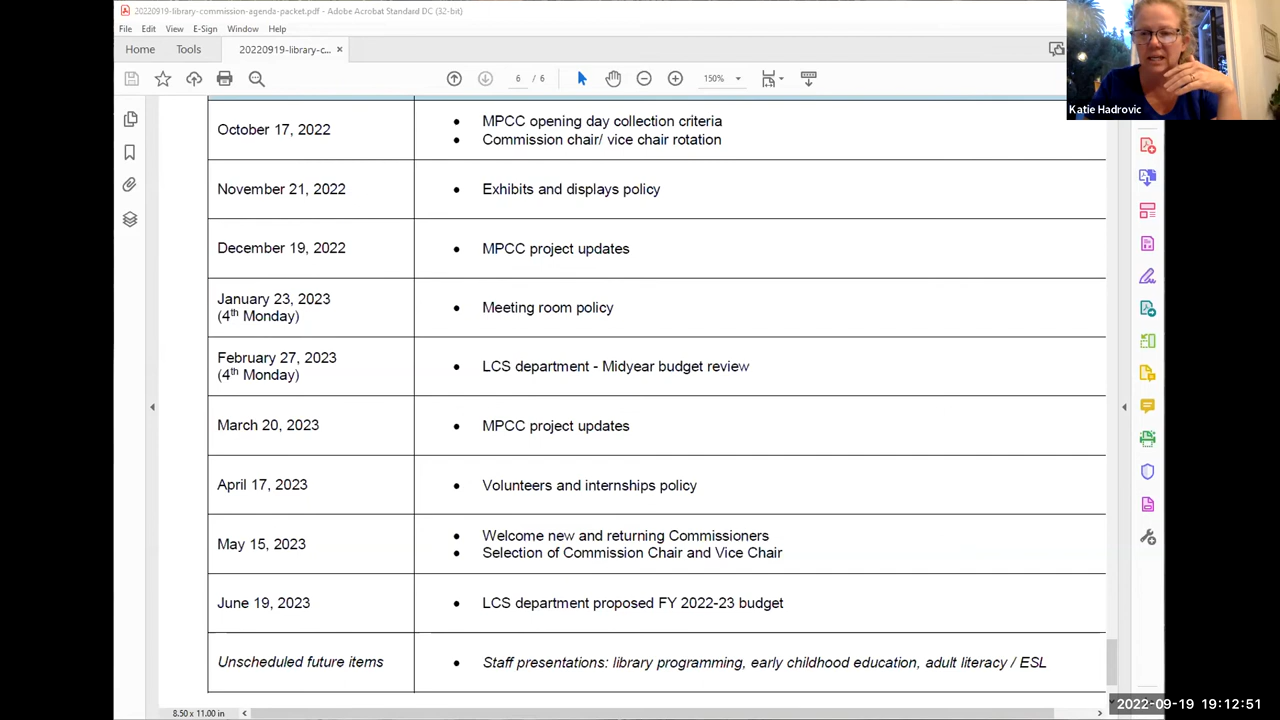 20220919-library-commission-agenda-packet.pdf - Adobe Acrobat Standard DC (32-bit)
File Edit View E-Sign Window Help
Home Tools 20220919-library-c... ×
6 / 6 150%
Katie Hadrovic
October 17, 2022
• MPCC opening day collection criteria
• Commission chair/ vice chair rotation
November 21, 2022
• Exhibits and displays policy
December 19, 2022
• MPCC project updates
January 23, 2023
(4th Monday)
• Meeting room policy
February 27, 2023
(4th Monday)
• LCS department - Midyear budget review
March 20, 2023
• MPCC project updates
April 17, 2023
• Volunteers and internships policy
May 15, 2023
• Welcome new and returning Commissioners
• Selection of Commission Chair and Vice Chair
June 19, 2023
• LCS department proposed FY 2022-23 budget
Unscheduled future items
• Staff presentations: library programming, early childhood education, adult literacy / ESL
8.50 x 11.00 in
2022-09-19 19:12:51